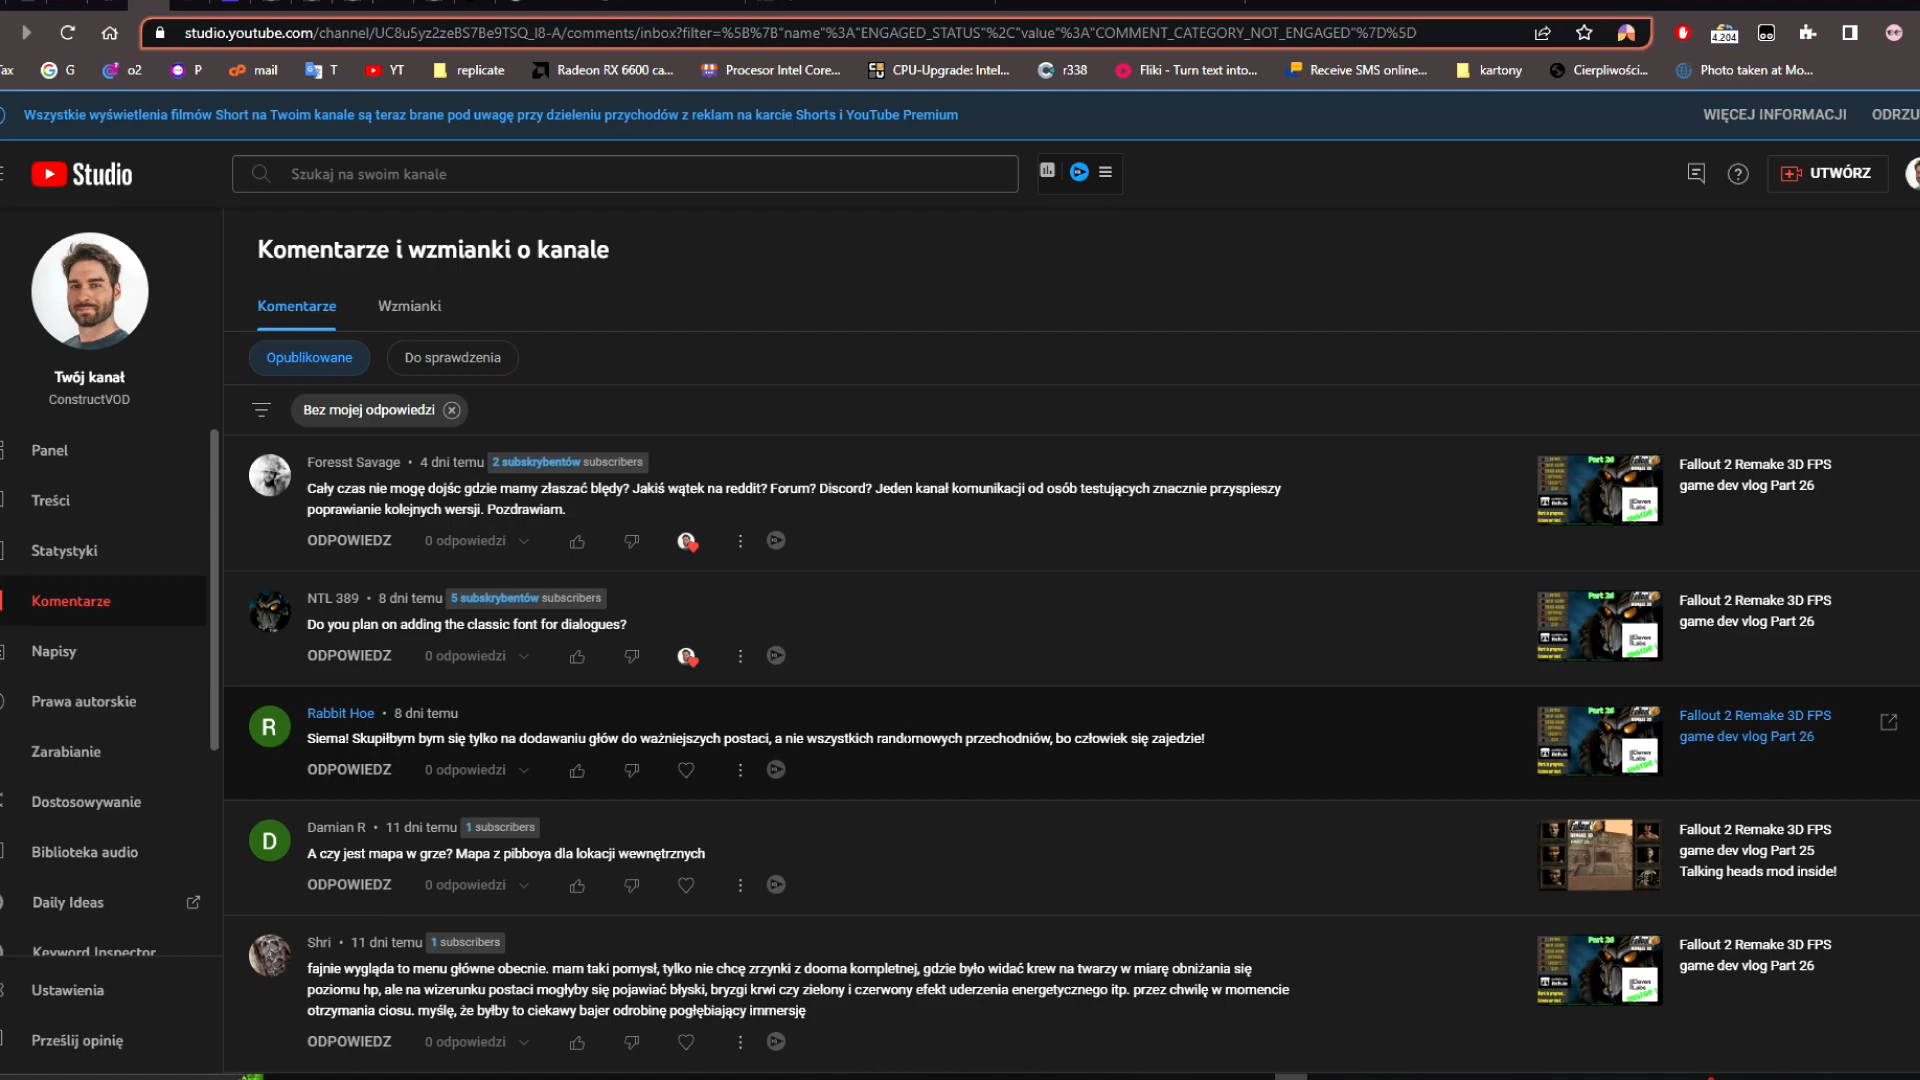 studio.youtube.com/channel/UC8u5yz2zeBS7Be9TSQ_I8-A/comments/inbox?filter=%5B%7B"name"%3A"ENGAGED_STATUS"%2C"value"%3A"COMMENT_CATEGORY_NOT_ENGAGED"%7D%5D
4.204
ax G o2 P mail T YT replicate Radeon RX 6600 ca... Procesor Intel Core... CPU-Upgrade: Intel... r338 Fliki - Turn text into... Receive SMS online... kartony Cierpliwości... Photo taken at Mo...
Wszystkie wyświetlenia filmów Short na Twoim kanale są teraz brane pod uwagę przy dzieleniu przychodów z reklam na karcie Shorts i YouTube Premium
WIĘCEJ INFORMACJI ODRZU
Studio
Szukaj na swoim kanale
UTWÓRZ
Twój kanał
ConstructVOD
Panel
Treści
Statystyki
Komentarze
Napisy
Prawa autorskie
Zarabianie
Dostosowywanie
Biblioteka audio
Daily Ideas
Keyword Inspector
Ustawienia
Prześlij opinię
Komentarze i wzmianki o kanale
Komentarze Wzmianki
Opublikowane Do sprawdzenia
Bez mojej odpowiedzi
Foresst Savage • 4 dni temu 2 subskrybentów subscribers
Cały czas nie mogę dojśc gdzie mamy złaszać błędy? Jakiś wątek na reddit? Forum? Discord? Jeden kanał komunikacji od osób testujących znacznie przyspieszy
poprawianie kolejnych wersji. Pozdrawiam.
ODPOWIEDZ 0 odpowiedzi
Part 26
Fallout 2 Remake 3D FPS
game dev vlog Part 26
NTL 389 • 8 dni temu 5 subskrybentów subscribers
Do you plan on adding the classic font for dialogues?
ODPOWIEDZ 0 odpowiedzi
Part 26
Fallout 2 Remake 3D FPS
game dev vlog Part 26
R
Rabbit Hoe • 8 dni temu
Siema! Skupiłbym bym się tylko na dodawaniu głów do ważniejszych postaci, a nie wszystkich randomowych przechodniów, bo człowiek się zajedzie!
ODPOWIEDZ 0 odpowiedzi
Part 26
Fallout 2 Remake 3D FPS
game dev vlog Part 26
D
Damian R • 11 dni temu 1 subscribers
A czy jest mapa w grze? Mapa z pibboya dla lokacji wewnętrznych
ODPOWIEDZ 0 odpowiedzi
Fallout 2 Remake 3D FPS
game dev vlog Part 25
Talking heads mod inside!
Shri • 11 dni temu 1 subscribers
fajnie wygląda to menu główne obecnie. mam taki pomysł, tylko nie chcę zrzynki z dooma kompletnej, gdzie było widać krew na twarzy w miarę obniżania się
poziomu hp, ale na wizerunku postaci mogłyby się pojawiać błyski, bryzgi krwi czy zielony i czerwony efekt uderzenia energetycznego itp. przez chwilę w momencie
otrzymania ciosu. myślę, że byłby to ciekawy bajer odrobinę pogłębiający immersję
ODPOWIEDZ 0 odpowiedzi
Part 26
Fallout 2 Remake 3D FPS
game dev vlog Part 26